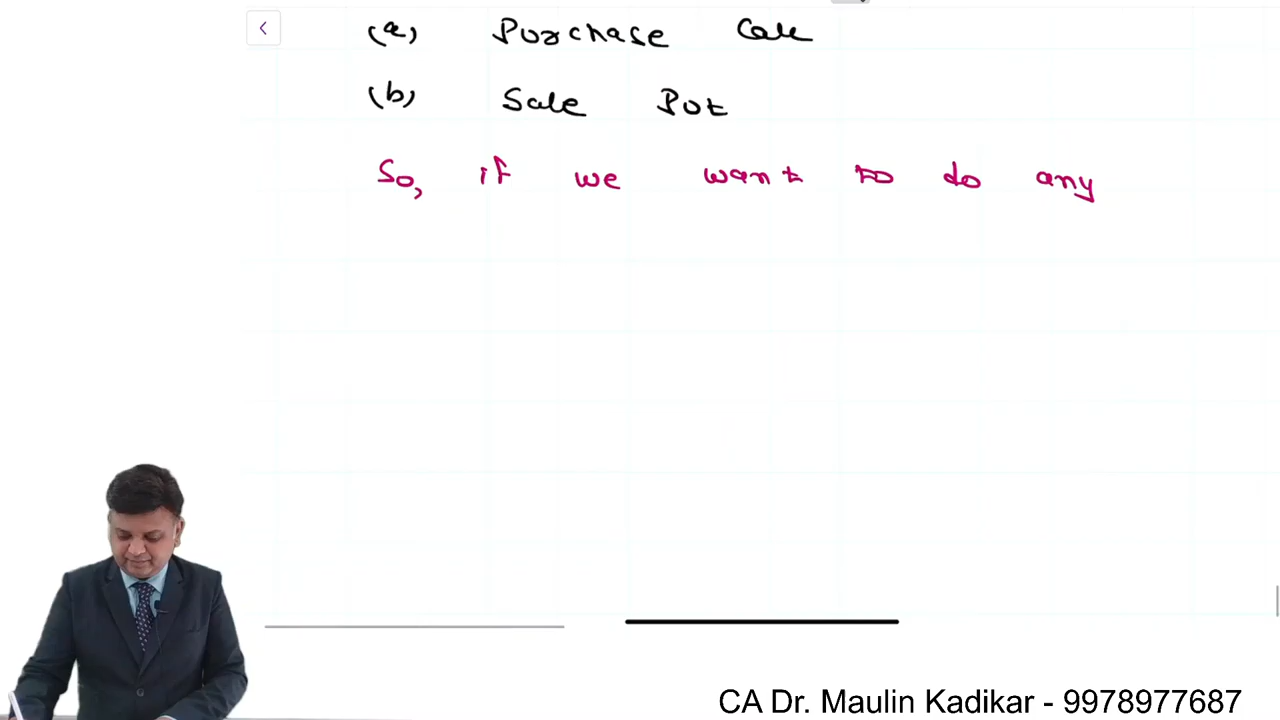 (a) Purchase Call
(b) Sale Put
So, if we want to do any
CA Dr. Maulin Kadikar - 9978977687